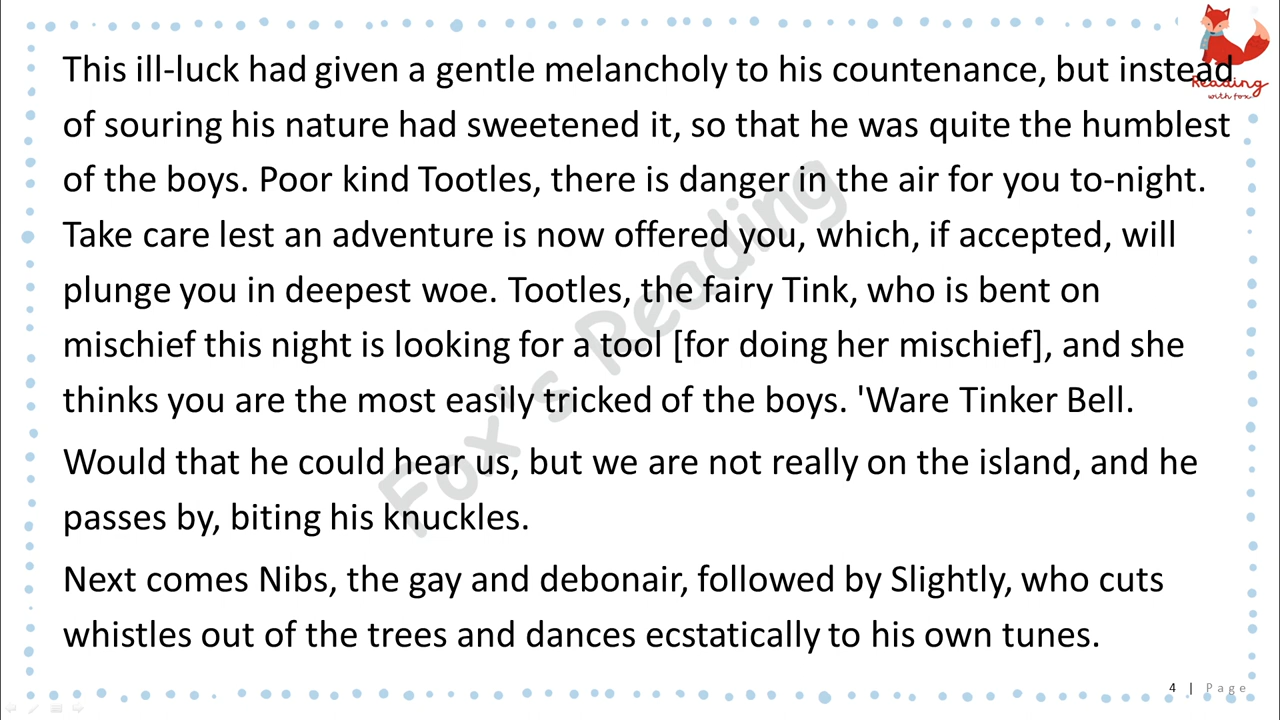 This ill-luck had given a gentle melancholy to his countenance, but instead
of souring his nature had sweetened it, so that he was quite the humblest
of the boys. Poor kind Tootles, there is danger in the air for you to-night.
Take care lest an adventure is now offered you, which, if accepted, will
plunge you in deepest woe. Tootles, the fairy Tink, who is bent on
mischief this night is looking for a tool [for doing her mischief], and she
thinks you are the most easily tricked of the boys. 'Ware Tinker Bell.
Would that he could hear us, but we are not really on the island, and he
passes by, biting his knuckles.
Next comes Nibs, the gay and debonair, followed by Slightly, who cuts
whistles out of the trees and dances ecstatically to his own tunes.
Reading
with fox
Fox's Reading
4 | Page